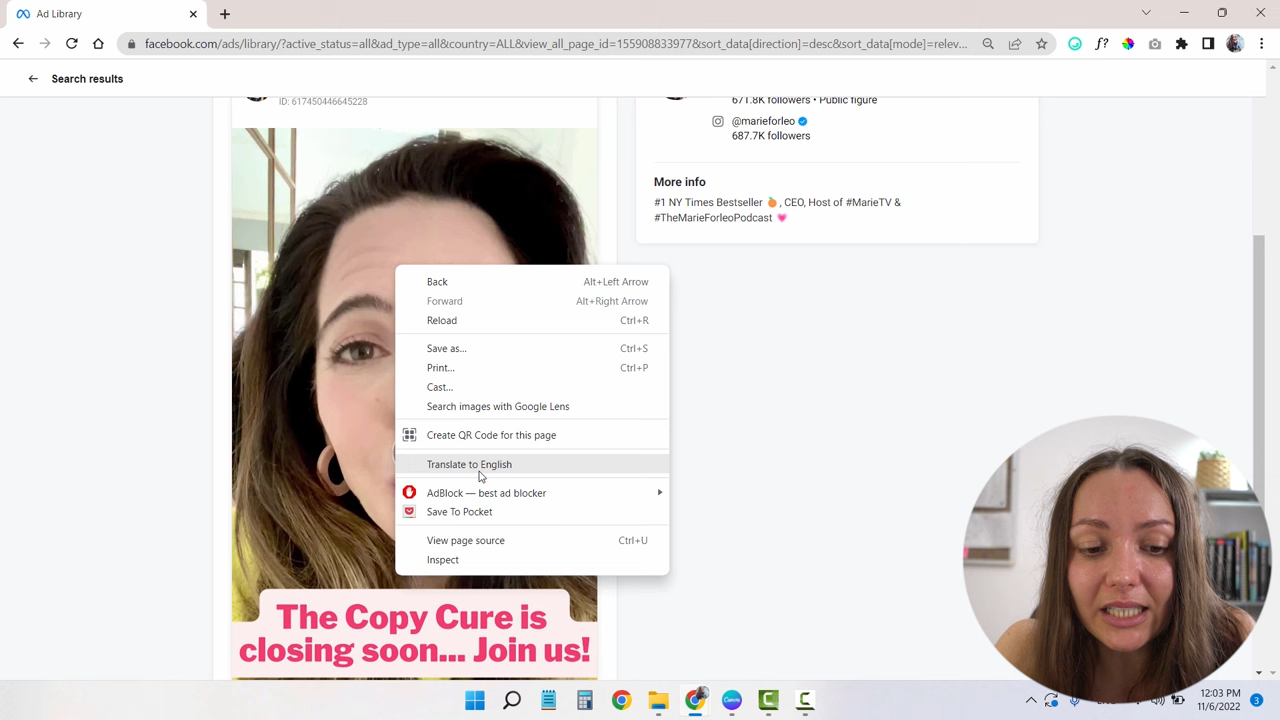 Ad Library
facebook.com/ads/library/?active_status=all&ad_type=all&country=ALL&view_all_page_id=155908833977&sort_data[direction]=desc&sort_data[mode]=relev...
Search results
ID: 617450446645228
671.8K followers • Public figure
@marieforleo
687.7K followers
More info
#1 NY Times Bestseller 🍊, CEO, Host of #MarieTV &
#TheMarieForleoPodcast 💗
Back Alt+Left Arrow
Forward Alt+Right Arrow
Reload Ctrl+R
Save as... Ctrl+S
Print... Ctrl+P
Cast...
Search images with Google Lens
Create QR Code for this page
Translate to English
AdBlock — best ad blocker
Save To Pocket
View page source Ctrl+U
Inspect
The Copy Cure is
closing soon... Join us!
12:03 PM
11/6/2022
3